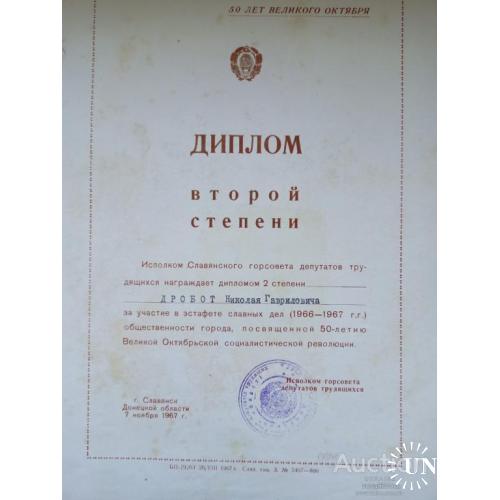 50 ЛЕТ ВЕЛИКОГО ОКТЯБРЯ
ДИПЛОМ
второй
степени
Исполком Славянского горсовета депутатов тру-
дящихся награждает дипломом 2 степени
ДРОБОТ Николая Гавриловича
за участие в эстафете славных дел (1966—1967 г.г.)
общественности города, посвященной 50-летию
Великой Октябрьской социалистической революции.
Исполком горсовета
депутатов трудящихся
г. Славянск
Донецкой области
7 ноября 1967 г.
UN